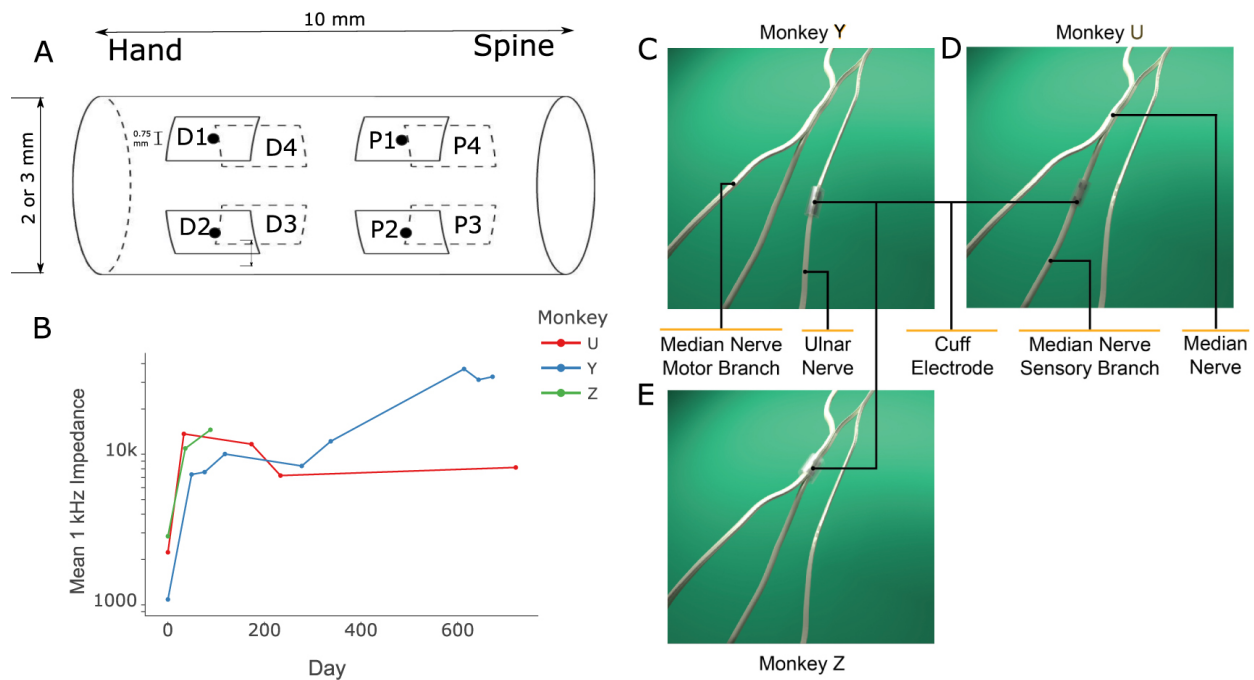 A
10 mm
Hand
Spine
2 or 3 mm
0.75
mm
D1
D4
P1
P4
D2
D3
P2
P3
B
Monkey
U
Y
Z
Mean 1 kHz Impedance
10k
1000
0
200
400
600
Day
C
Monkey Y
D
Monkey U
Median Nerve
Motor Branch
Ulnar
Nerve
Cuff
Electrode
Median Nerve
Sensory Branch
Median
Nerve
E
Monkey Z